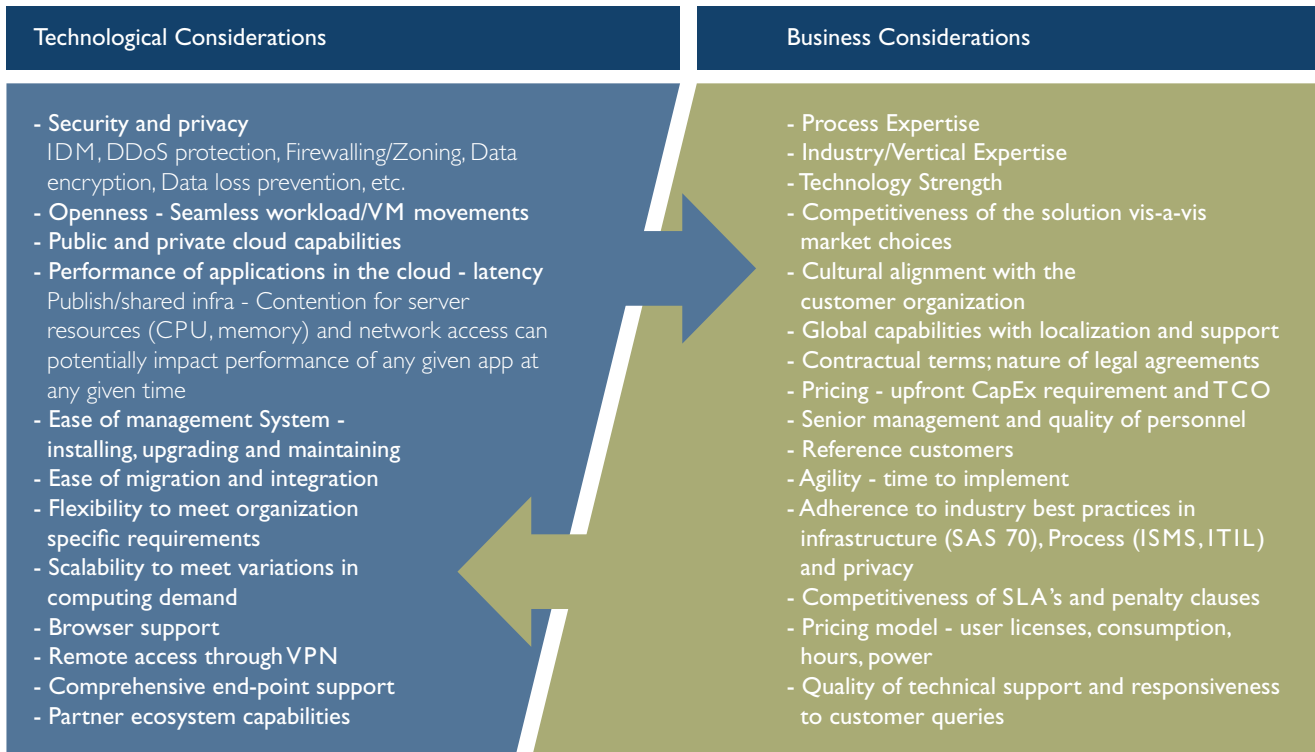 Technological Considerations
- Security and privacy
IDM, DDoS protection, Firewalling/Zoning, Data
encryption, Data loss prevention, etc.
- Openness - Seamless workload/VM movements
- Public and private cloud capabilities
- Performance of applications in the cloud - latency
Publish/shared infra - Contention for server
resources (CPU, memory) and network access can
potentially impact performance of any given app at
any given time
- Ease of management System -
installing, upgrading and maintaining
- Ease of migration and integration
- Flexibility to meet organization
specific requirements
- Scalability to meet variations in
computing demand
- Browser support
- Remote access through VPN
- Comprehensive end-point support
- Partner ecosystem capabilities
Business Considerations
- Process Expertise
- Industry/Vertical Expertise
- Technology Strength
- Competitiveness of the solution vis-a-vis
market choices
- Cultural alignment with the
customer organization
- Global capabilities with localization and support
- Contractual terms; nature of legal agreements
- Pricing - upfront CapEx requirement and TCO
- Senior management and quality of personnel
- Reference customers
- Agility - time to implement
- Adherence to industry best practices in
infrastructure (SAS 70), Process (ISMS, ITIL)
and privacy
- Competitiveness of SLA's and penalty clauses
- Pricing model - user licenses, consumption,
hours, power
- Quality of technical support and responsiveness
to customer queries